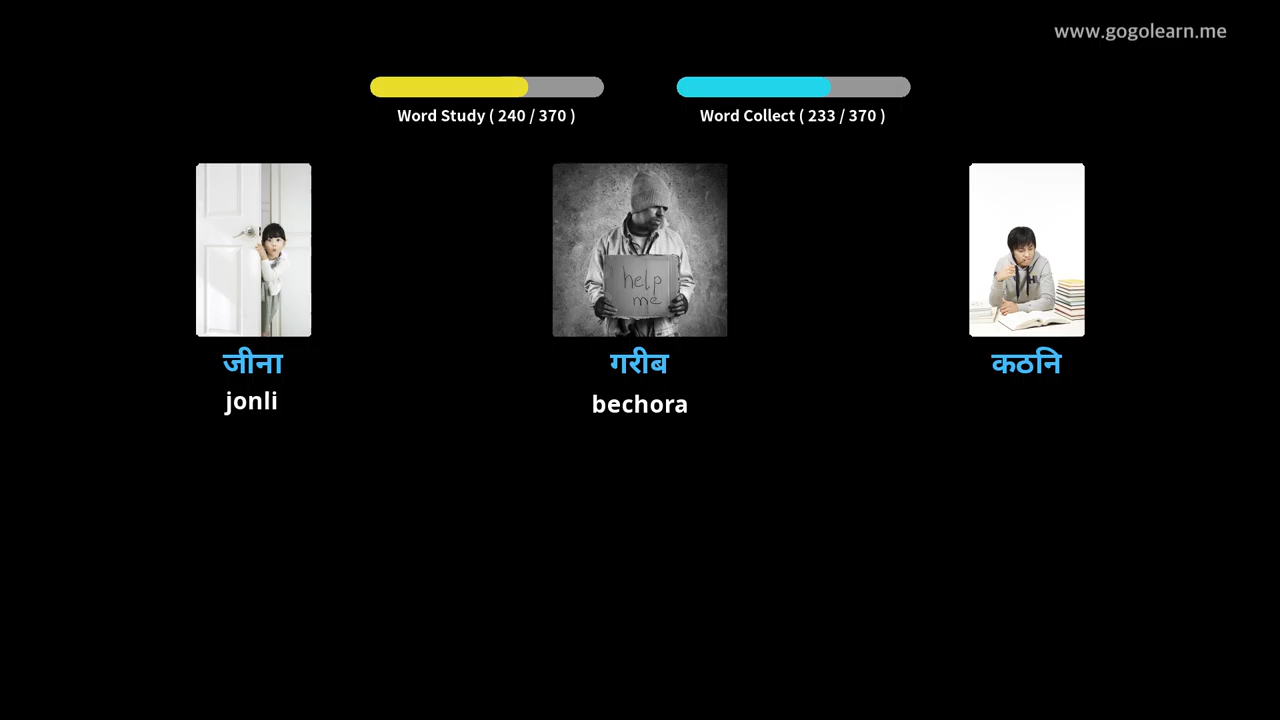 www.gogolearn.me
Word Study ( 240 / 370 )
Word Collect ( 233 / 370 )
help
me
जीना
गरीब
कठनि
jonli
bechora